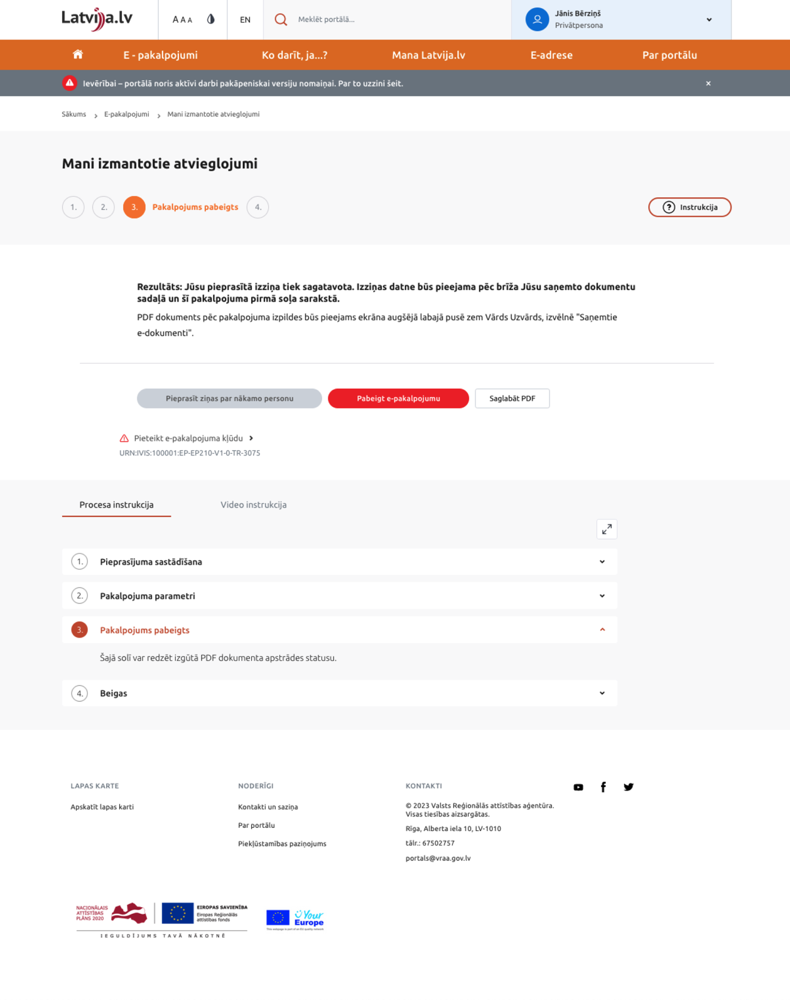 Latvija.lv
A A A
EN
Meklēt portālā...
Jānis Bērziņš
Privātpersona
E - pakalpojumi
Ko darīt, ja...?
Mana Latvija.lv
E-adrese
Par portālu
Ievērībai – portālā noris aktīvi darbi pakāpeniskai versiju nomaiņai. Par to uzzini šeit.
Sākums
E-pakalpojumi
Mani izmantotie atvieglojumi
Mani izmantotie atvieglojumi
1.
2.
3.
Pakalpojums pabeigts
4.
Instrukcija
Rezultāts: Jūsu pieprasītā izziņa tiek sagatavota. Izziņas datne būs pieejama pēc brīža Jūsu saņemto dokumentu
sadaļā un šī pakalpojuma pirmā soļa sarakstā.
PDF dokuments pēc pakalpojuma izpildes būs pieejams ekrāna augšējā labajā pusē zem Vārds Uzvārds, izvēlnē "Saņemtie
e-dokumenti".
Pieprasīt ziņas par nākamo personu
Pabeigt e-pakalpojumu
Saglabāt PDF
Pieteikt e-pakalpojuma kļūdu
URN:IVIS:100001:EP-EP210-V1-0-TR-3075
Procesa instrukcija
Video instrukcija
1.
Pieprasījuma sastādīšana
2.
Pakalpojuma parametri
3.
Pakalpojums pabeigts
Šajā solī var redzēt izgūtā PDF dokumenta apstrādes statusu.
4.
Beigas
LAPAS KARTE
Apskatīt lapas karti
NODERĪGI
Kontakti un saziņa
Par portālu
Piekļūstamības paziņojums
KONTAKTI
© 2023 Valsts Reģionālās attīstības aģentūra.
Visas tiesības aizsargātas.
Rīga, Alberta iela 10, LV-1010
tālr.: 67502757
portals@vraa.gov.lv
NACIONĀLAIS
ATTĪSTĪBAS
PLĀNS 2020
EIROPAS SAVIENĪBA
Eiropas Reģionālās
attīstības fonds
IEGULDĪJUMS TAVĀ NĀKOTNĒ
Your
Europe
This webpage is part of an EU quality network